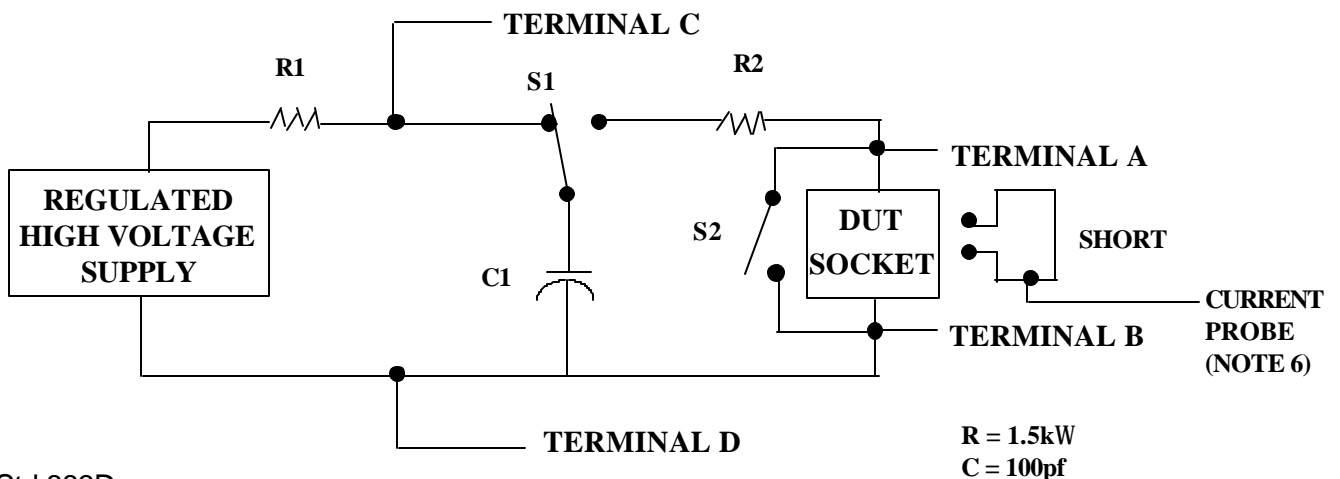 TERMINAL C
R1
R2
S1
TERMINAL A
REGULATED
HIGH VOLTAGE
SUPPLY
DUT
SOCKET
S2
SHORT
C1
CURRENT
PROBE
(NOTE 6)
TERMINAL B
TERMINAL D
R = 1.5kW
C = 100pf